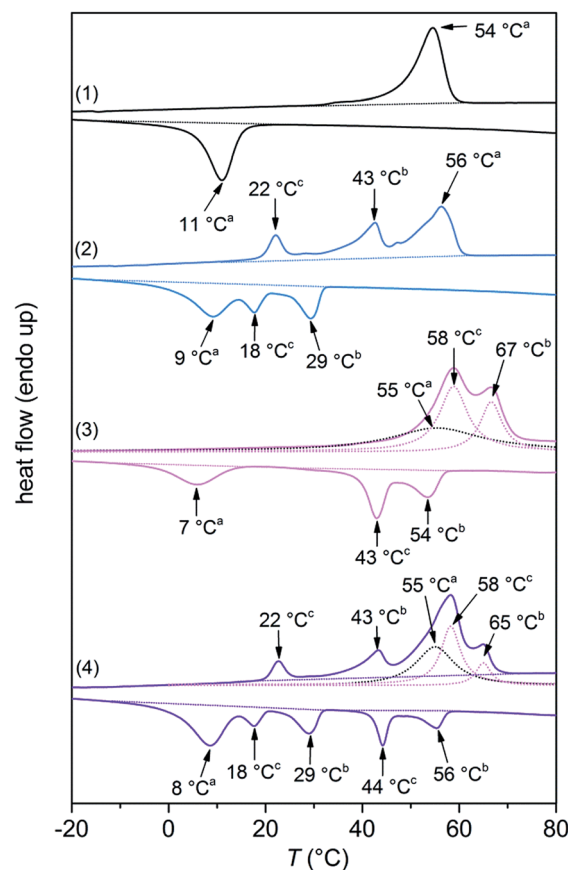 54 °Cᵃ
(1)
11 °Cᵃ
56 °Cᵃ
43 °Cᵇ
22 °Cᶜ
(2)
9 °Cᵃ
18 °Cᶜ
29 °Cᵇ
58 °Cᶜ
67 °Cᵇ
55 °Cᵃ
(3)
7 °Cᵃ
43 °Cᶜ
54 °Cᵇ
55 °Cᵃ
58 °Cᶜ
43 °Cᵇ
65 °Cᵇ
22 °Cᶜ
(4)
8 °Cᵃ
18 °Cᶜ
29 °Cᵇ
44 °Cᶜ
56 °Cᵇ
heat flow (endo up)
-20 0 20 40 60 80
T (°C)